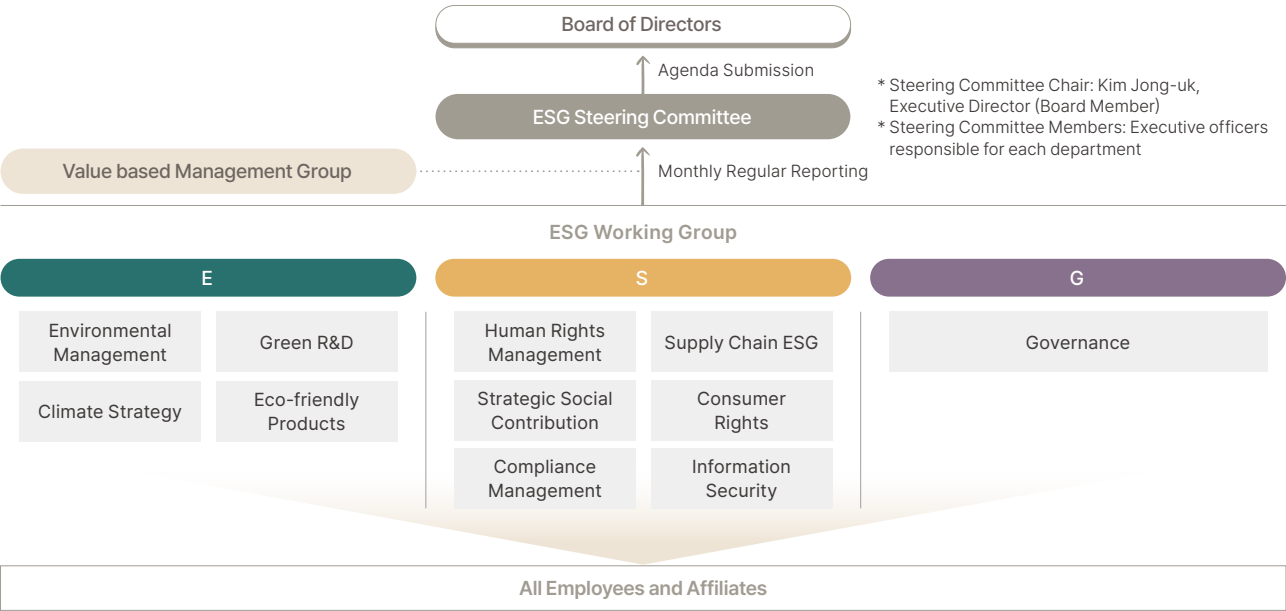 Board of Directors
Agenda Submission
ESG Steering Committee
* Steering Committee Chair: Kim Jong-uk,
Executive Director (Board Member)
* Steering Committee Members: Executive officers
responsible for each department
Value based Management Group
Monthly Regular Reporting
ESG Working Group
E
Environmental
Management
Green R&D
Climate Strategy
Eco-friendly
Products
S
Human Rights
Management
Supply Chain ESG
Strategic Social
Contribution
Consumer
Rights
Compliance
Management
Information
Security
G
Governance
All Employees and Affiliates